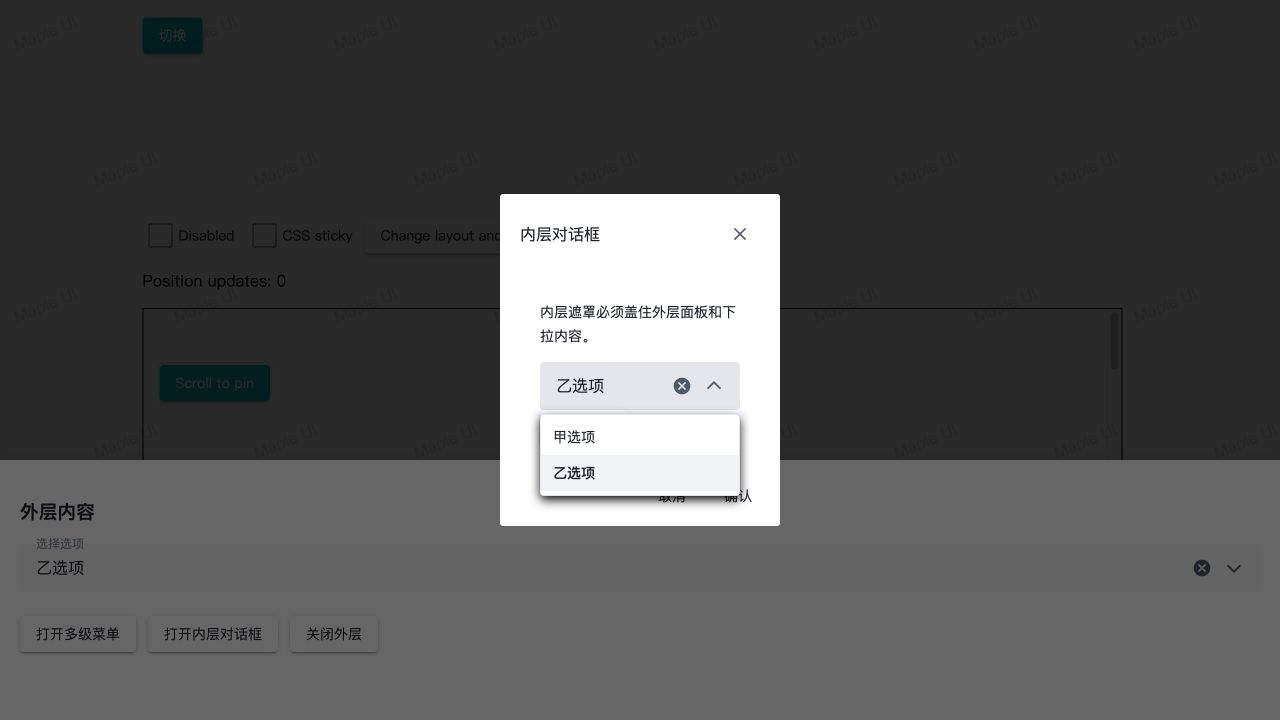 切换
Maple UI
Disabled
CSS sticky
Change layout and
Position updates: 0
Scroll to pin
内层对话框
内层遮罩必须盖住外层面板和下
拉内容。
乙选项
甲选项
乙选项
取消
确认
外层内容
选择选项
乙选项
打开多级菜单
打开内层对话框
关闭外层